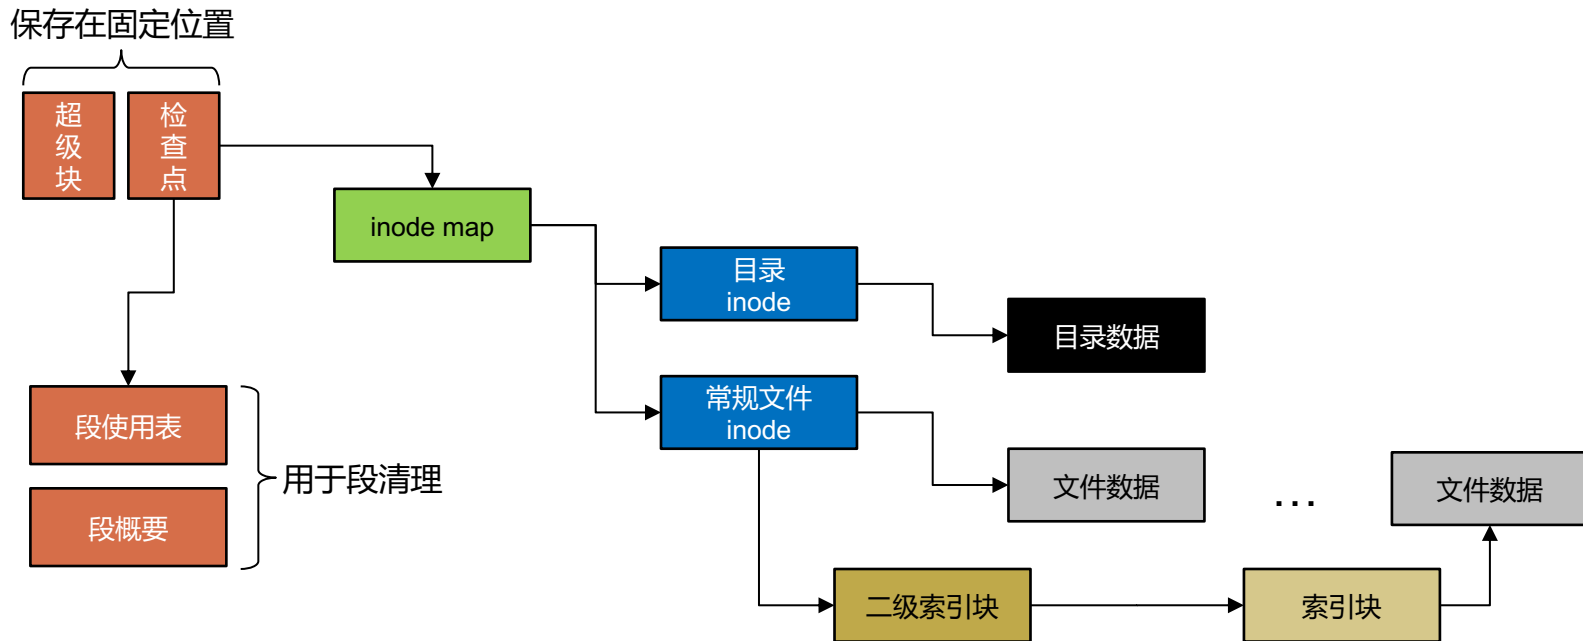 保存在固定位置
超级块
检查点
inode map
目录
inode
目录数据
段使用表
常规文件
inode
用于段清理
文件数据
...
文件数据
段概要
二级索引块
索引块